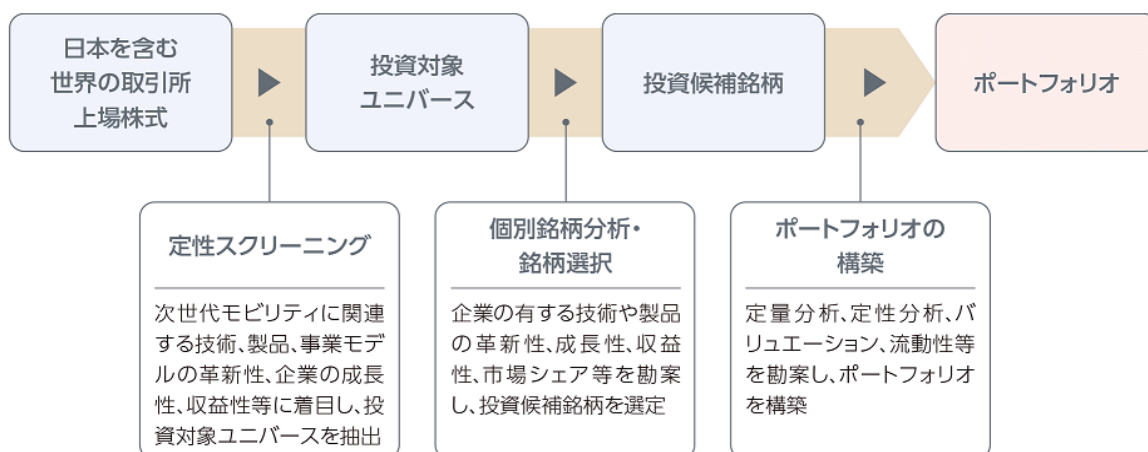 日本を含む
世界の取引所
上場株式
投資対象
ユニバース
投資候補銘柄
ポートフォリオ
定性スクリーニング
次世代モビリティに関連
する技術、製品、事業モデ
ルの革新性、企業の成長
性、収益性等に着目し、投
資対象ユニバースを抽出
個別銘柄分析・
銘柄選択
企業の有する技術や製品
の革新性、成長性、収益
性、市場シェア等を勘案
し、投資候補銘柄を選定
ポートフォリオの
構築
定量分析、定性分析、バ
リュエーション、流動性等
を勘案し、ポートフォリオ
を構築